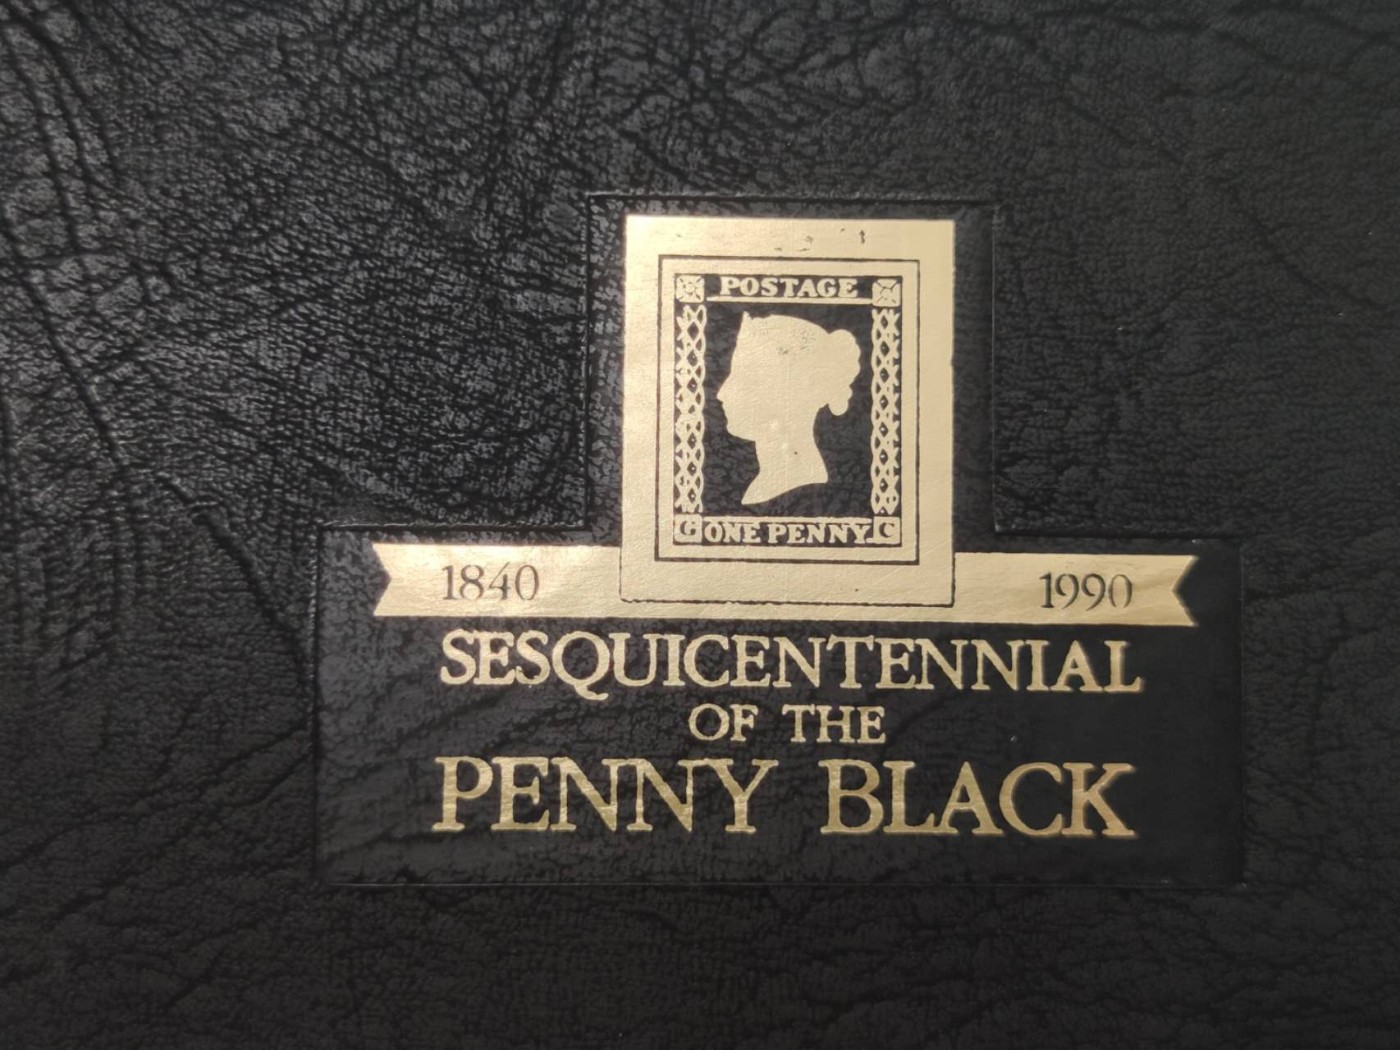 POSTAGE
C ONE PENNY C
1840 1990
SESQUICENTENNIAL
OF THE
PENNY BLACK